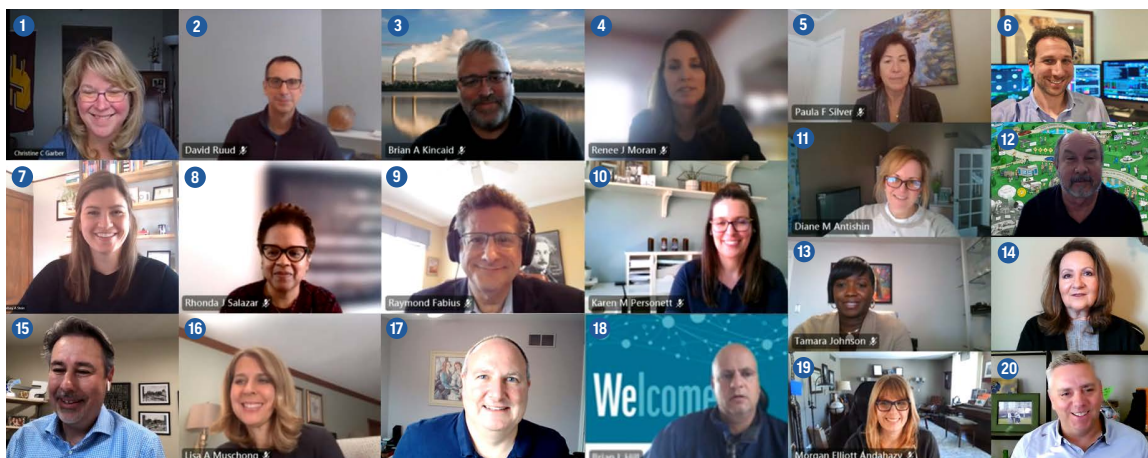 1
Christine C Garber
2
David Ruud
3
Brian A Kincaid
4
Renee J Moran
5
Paula F Silver
6
7
8
Rhonda J Salazar
9
Raymond Fabius
10
Karen M Personett
11
Diane M Antishin
12
13
Tamara Johnson
14
15
16
Lisa A Muschong
17
18
Welcome
Brian L Hill
19
Morgan Elliott Andahazy
20